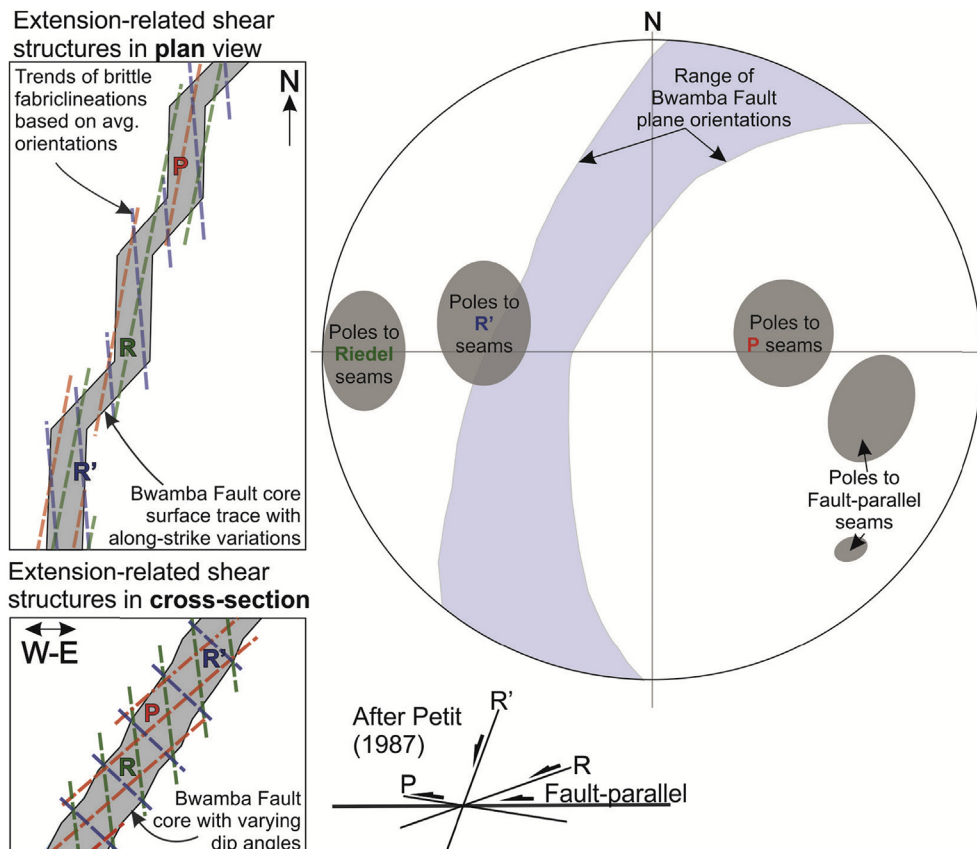 Extension-related shear
structures in plan view
Trends of brittle
fabriclineations
based on avg.
orientations
N
P
R
R'
Bwamba Fault core
surface trace with
along-strike variations
N
Range of
Bwamba Fault
plane orientations
Poles to
Riedel
seams
Poles to
R'
seams
Poles to
P seams
Poles to
Fault-parallel
seams
Extension-related shear
structures in cross-section
W-E
R'
P
R
Bwamba Fault
core with varying
dip angles
After Petit
(1987)
R'
R
P
Fault-parallel